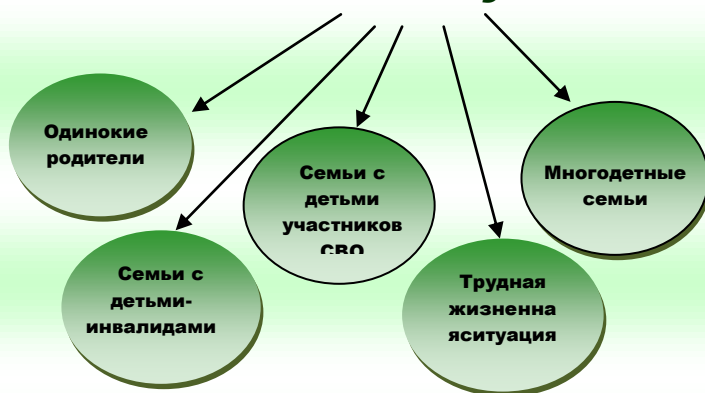 Одинокие
родители
Семьи с
детьми
участников
СВО
Многодетные
семьи
Семьи с
детьми-
инвалидами
Трудная
жизненна
яситуация